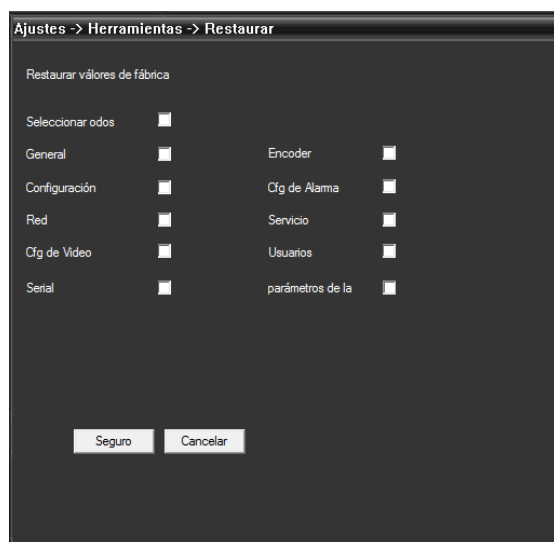 Ajustes -> Herramientas -> Restaurar
Restaurar válores de fábrica
Seleccionar odos
General Encoder
Configuración Cfg de Alarma
Red Servicio
Cfg de Video Usuarios
Serial parámetros de la
Seguro Cancelar